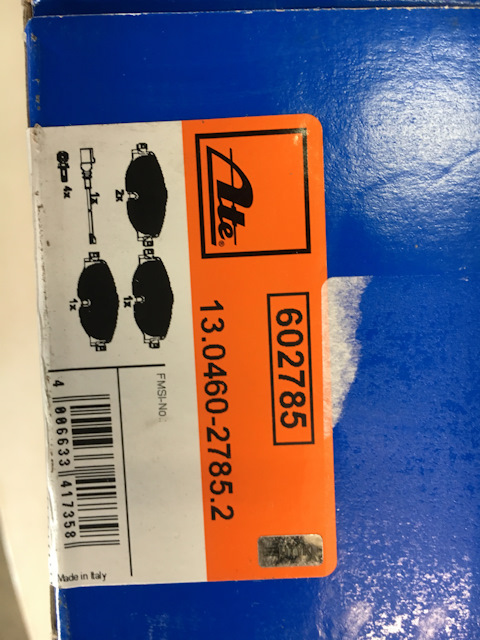 Ate®
602785
13.0460-2785.2
2x
1x
4x
1x
1x
FMSI-No.:
4 006633 417358
Made in Italy